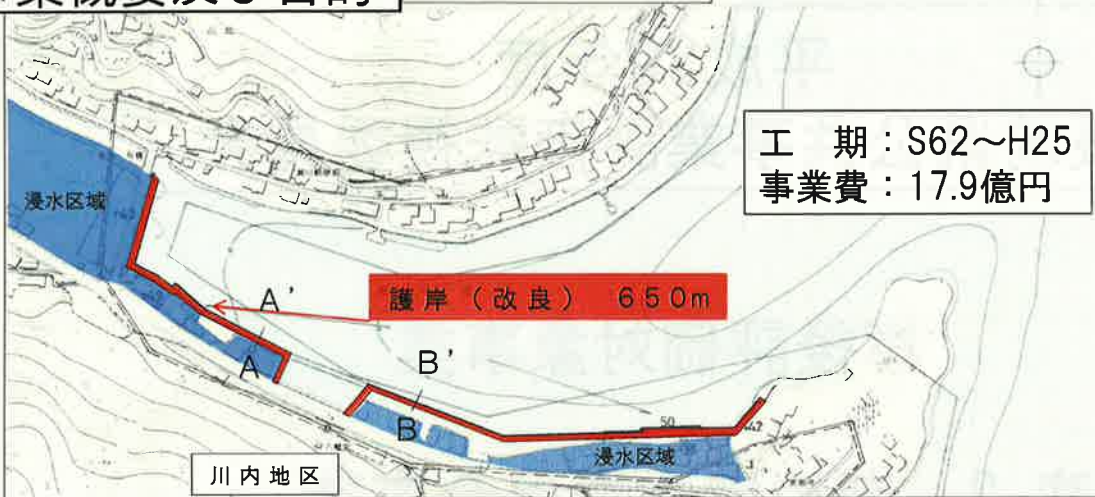 工　期：S62～H25
事業費：17.9億円
浸水区域
護岸（改良）　650m
A'
A
B'
B
50
浸水区域
川内地区